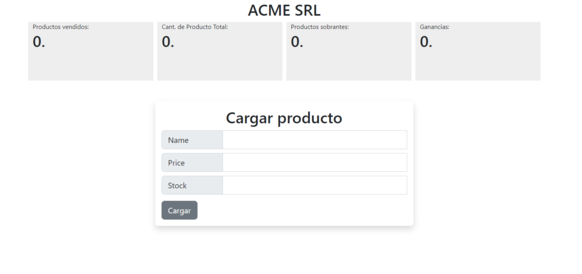 ACME SRL
Productos vendidos:
0.
Cant. de Producto Total:
0.
Productos sobrantes:
0.
Ganancias:
0.
Cargar producto
Name
Price
Stock
Cargar